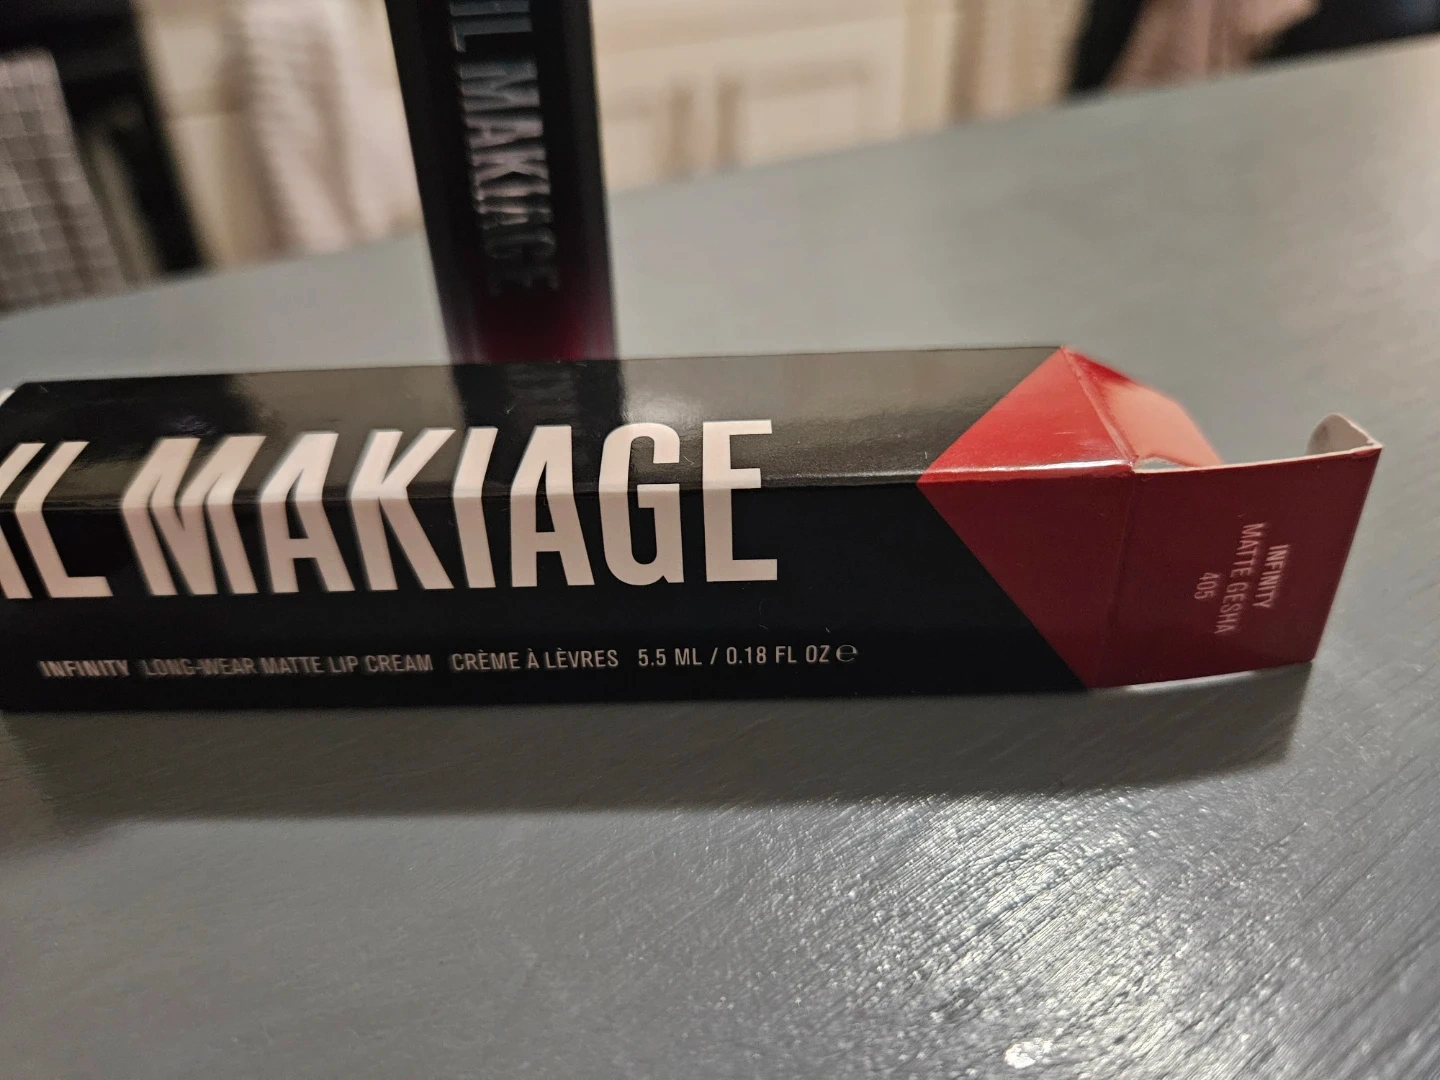 IL MAKIAGE
IL MAKIAGE
INFINITY LONG-WEAR MATTE LIP CREAM CRÈME À LÈVRES 5.5 ML / 0.18 FL OZ ℮
INFINITY
MATTE GESHA
405